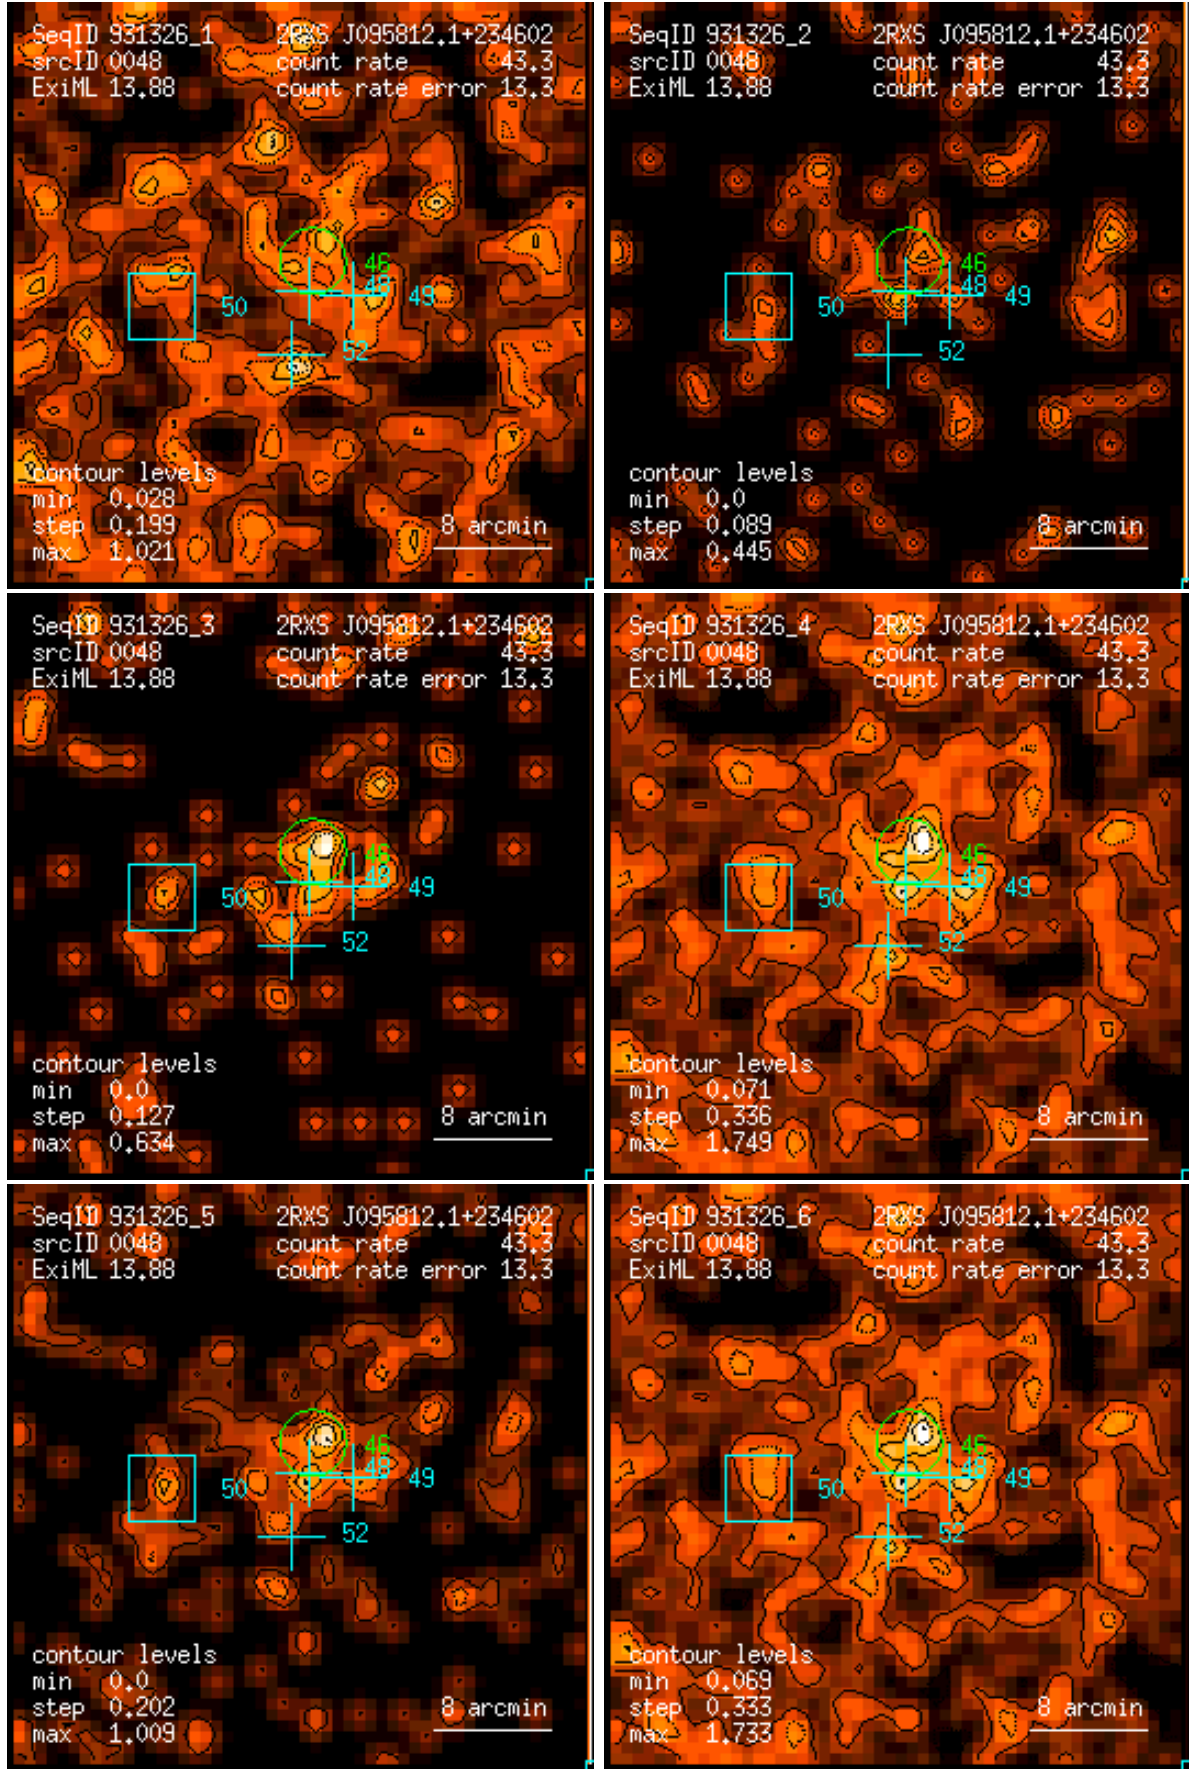 SeqID 931326_1 2RXS J095812.1+234602
srcID 0048 count rate 43.3
ExiML 13.88 count rate error 13.3
46
48
50 49
52
contour levels
min 0.028
step 0.199 8 arcmin
max 1.021
SeqID 931326_2 2RXS J095812.1+234602
srcID 0048 count rate 43.3
ExiML 13.88 count rate error 13.3
46
48
50 49
52
contour levels
min 0.0
step 0.089 8 arcmin
max 0.445
SeqID 931326_3 2RXS J095812.1+234602
srcID 0048 count rate 43.3
ExiML 13.88 count rate error 13.3
46
48
50 49
52
contour levels
min 0.0
step 0.127 8 arcmin
max 0.634
SeqID 931326_4 2RXS J095812.1+234602
srcID 0048 count rate 43.3
ExiML 13.88 count rate error 13.3
46
48
50 49
52
contour levels
min 0.071
step 0.336 8 arcmin
max 1.749
SeqID 931326_5 2RXS J095812.1+234602
srcID 0048 count rate 43.3
ExiML 13.88 count rate error 13.3
46
48
50 49
52
contour levels
min 0.0
step 0.202 8 arcmin
max 1.009
SeqID 931326_6 2RXS J095812.1+234602
srcID 0048 count rate 43.3
ExiML 13.88 count rate error 13.3
46
48
50 49
52
contour levels
min 0.069
step 0.333 8 arcmin
max 1.733